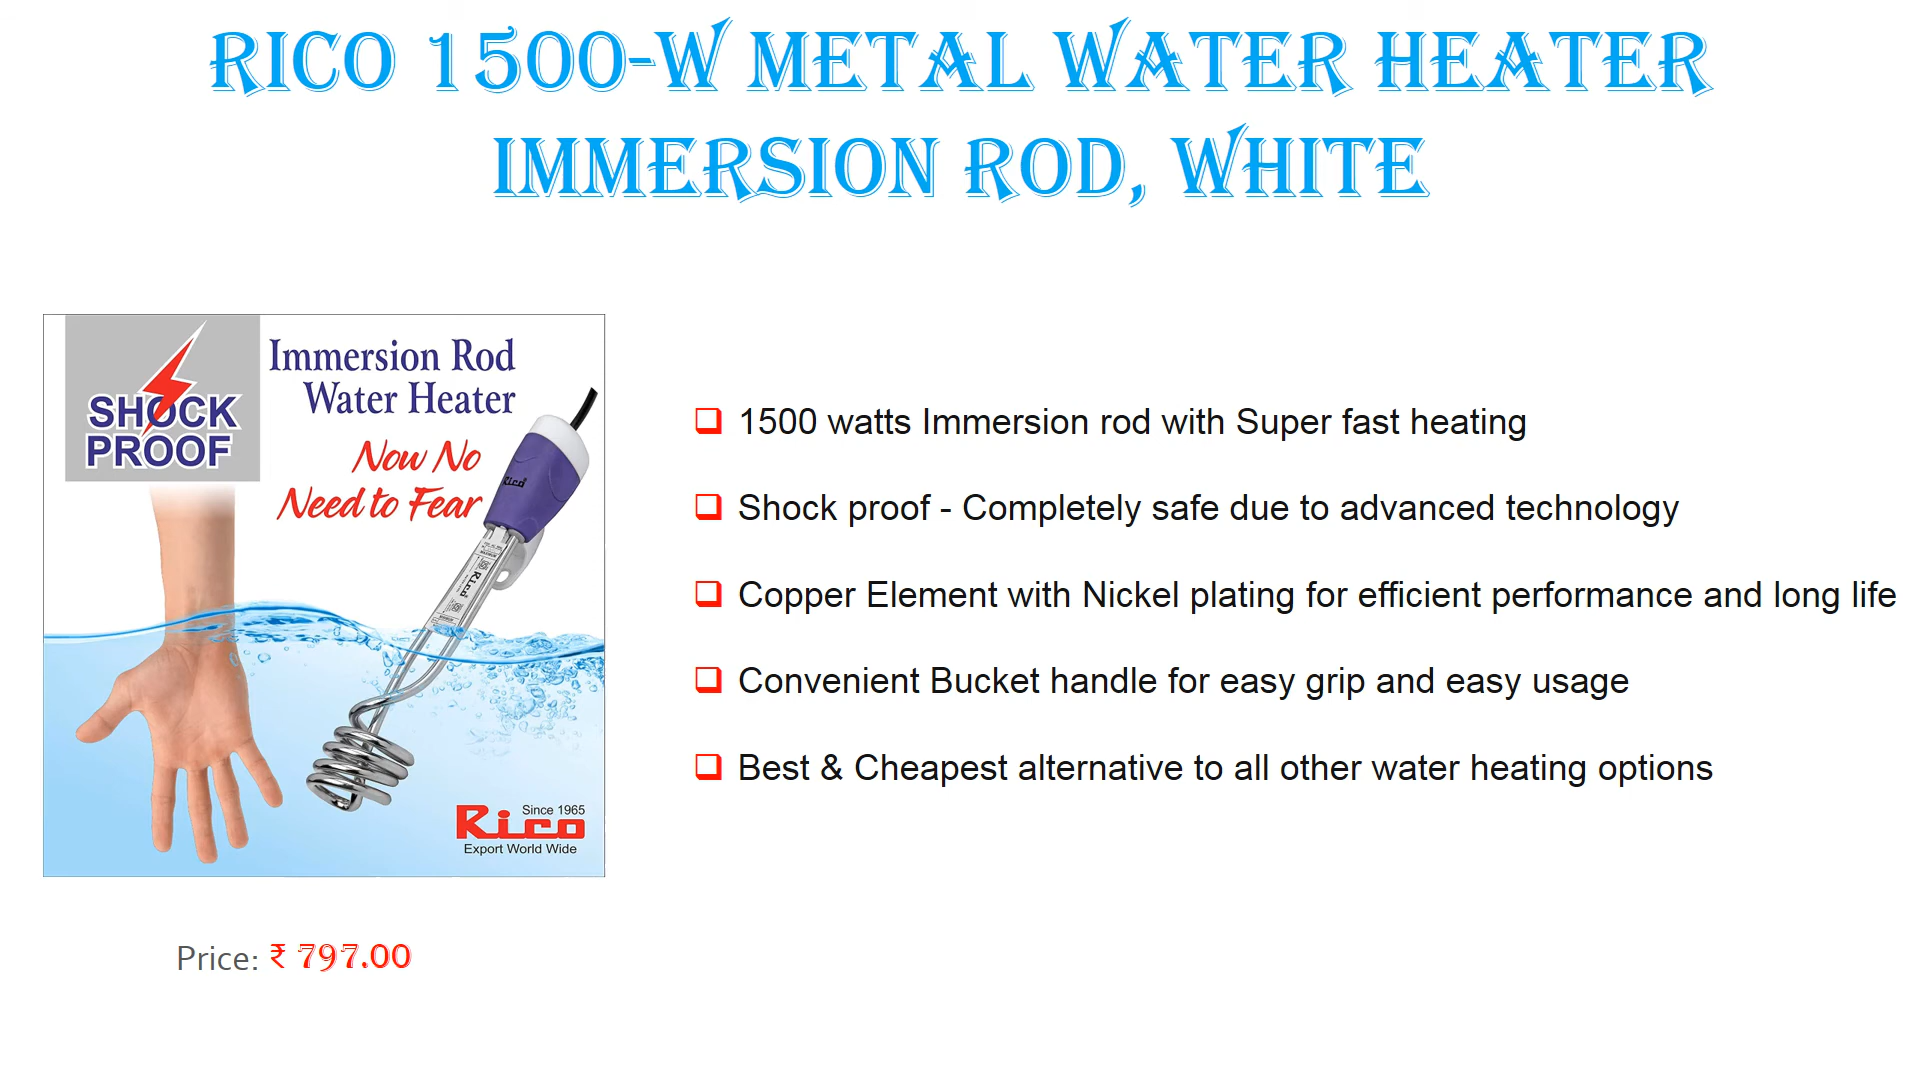 RICO 1500-W METAL WATER HEATER
IMMERSION ROD, WHITE
SHOCK
PROOF
Immersion Rod
Water Heater
Now No
Need to Fear
Rico
Rico
Since 1965
Rico
Export World Wide
1500 watts Immersion rod with Super fast heating
Shock proof - Completely safe due to advanced technology
Copper Element with Nickel plating for efficient performance and long life
Convenient Bucket handle for easy grip and easy usage
Best & Cheapest alternative to all other water heating options
Price: ₹ 797.00